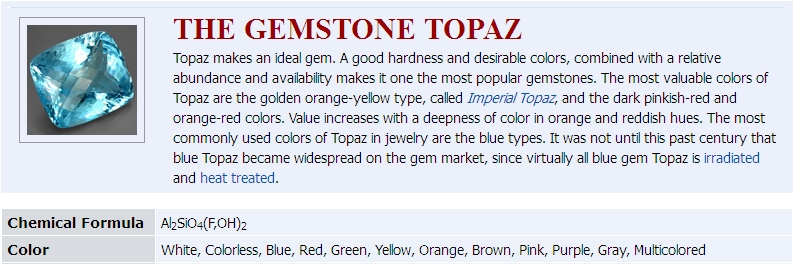 THE GEMSTONE TOPAZ
Topaz makes an ideal gem. A good hardness and desirable colors, combined with a relative
abundance and availability makes it one the most popular gemstones. The most valuable colors of
Topaz are the golden orange-yellow type, called Imperial Topaz, and the dark pinkish-red and
orange-red colors. Value increases with a deepness of color in orange and reddish hues. The most
commonly used colors of Topaz in jewelry are the blue types. It was not until this past century that
blue Topaz became widespread on the gem market, since virtually all blue gem Topaz is irradiated
and heat treated.
Chemical Formula Al₂SiO₄(F,OH)₂
Color White, Colorless, Blue, Red, Green, Yellow, Orange, Brown, Pink, Purple, Gray, Multicolored